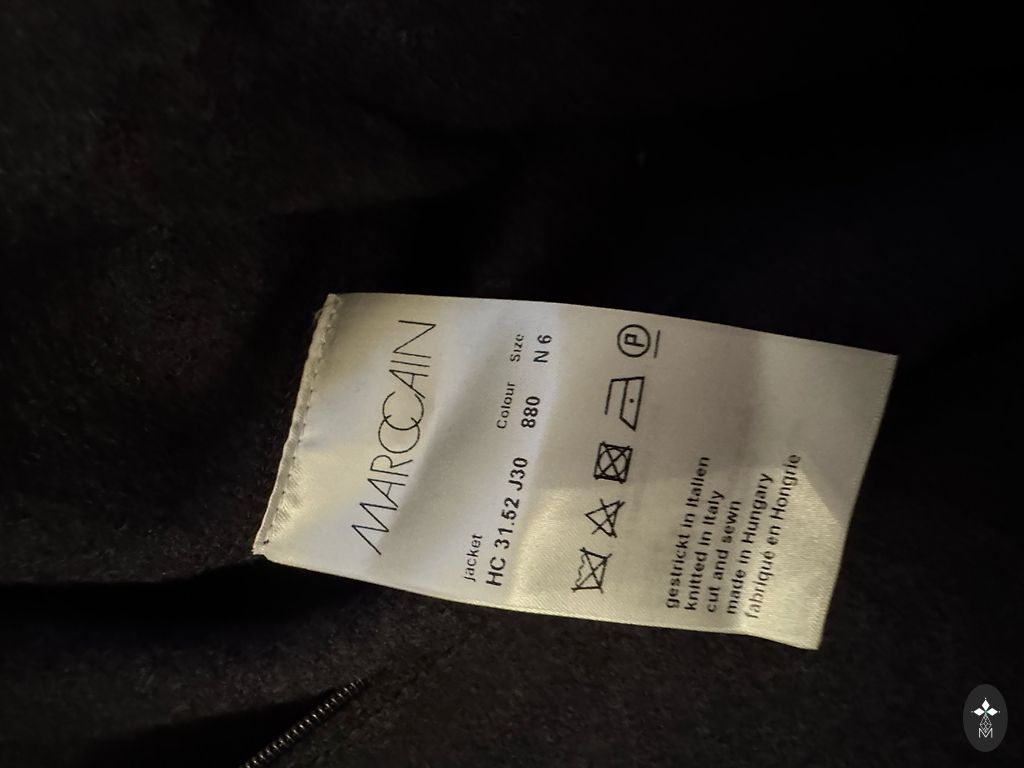 MARCCAIN
jacket Colour Size
HC 31.52 J30 880 N 6
P
gestrickt in Italien
knitted in Italy
cut and sewn
made in Hungary
fabriqué en Hongrie
M